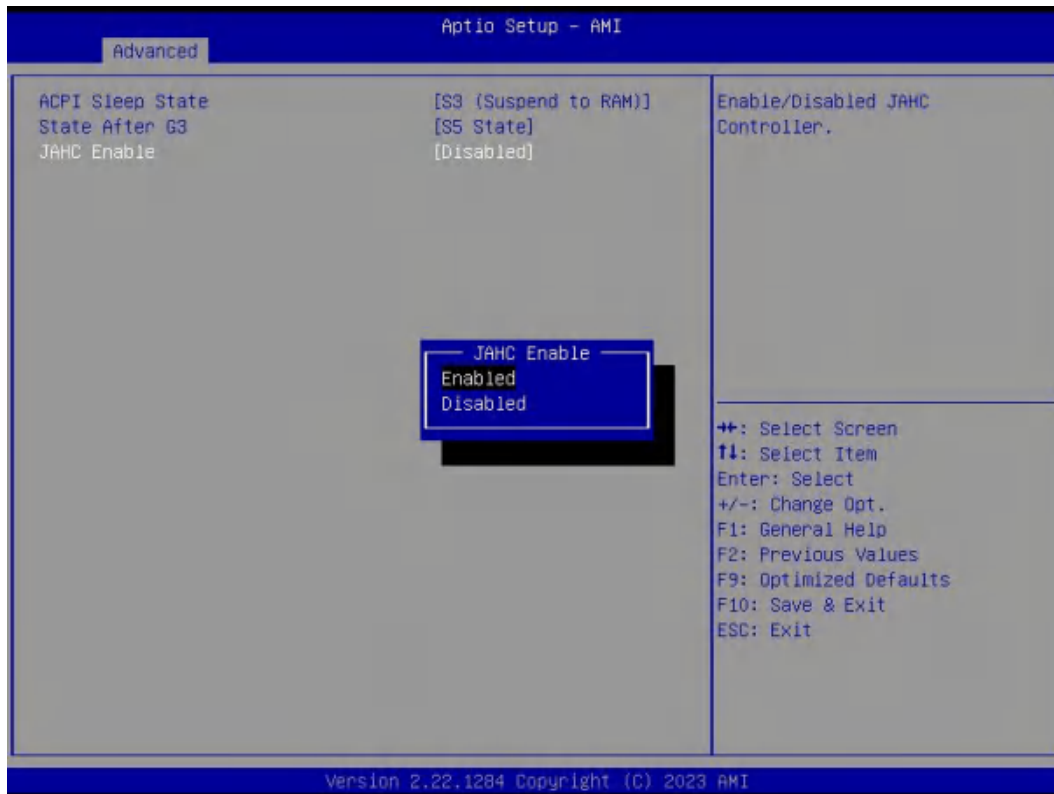 Aptio Setup - AMI
Advanced
ACPI Sleep State [S3 (Suspend to RAM)]
State After G3 [S5 State]
JAHC Enable [Disabled]
Enable/Disabled JAHC
Controller.
JAHC Enable
Enabled
Disabled
→←: Select Screen
↑↓: Select Item
Enter: Select
+/-: Change Opt.
F1: General Help
F2: Previous Values
F9: Optimized Defaults
F10: Save & Exit
ESC: Exit
Version 2.22.1284 Copyright (C) 2023 AMI